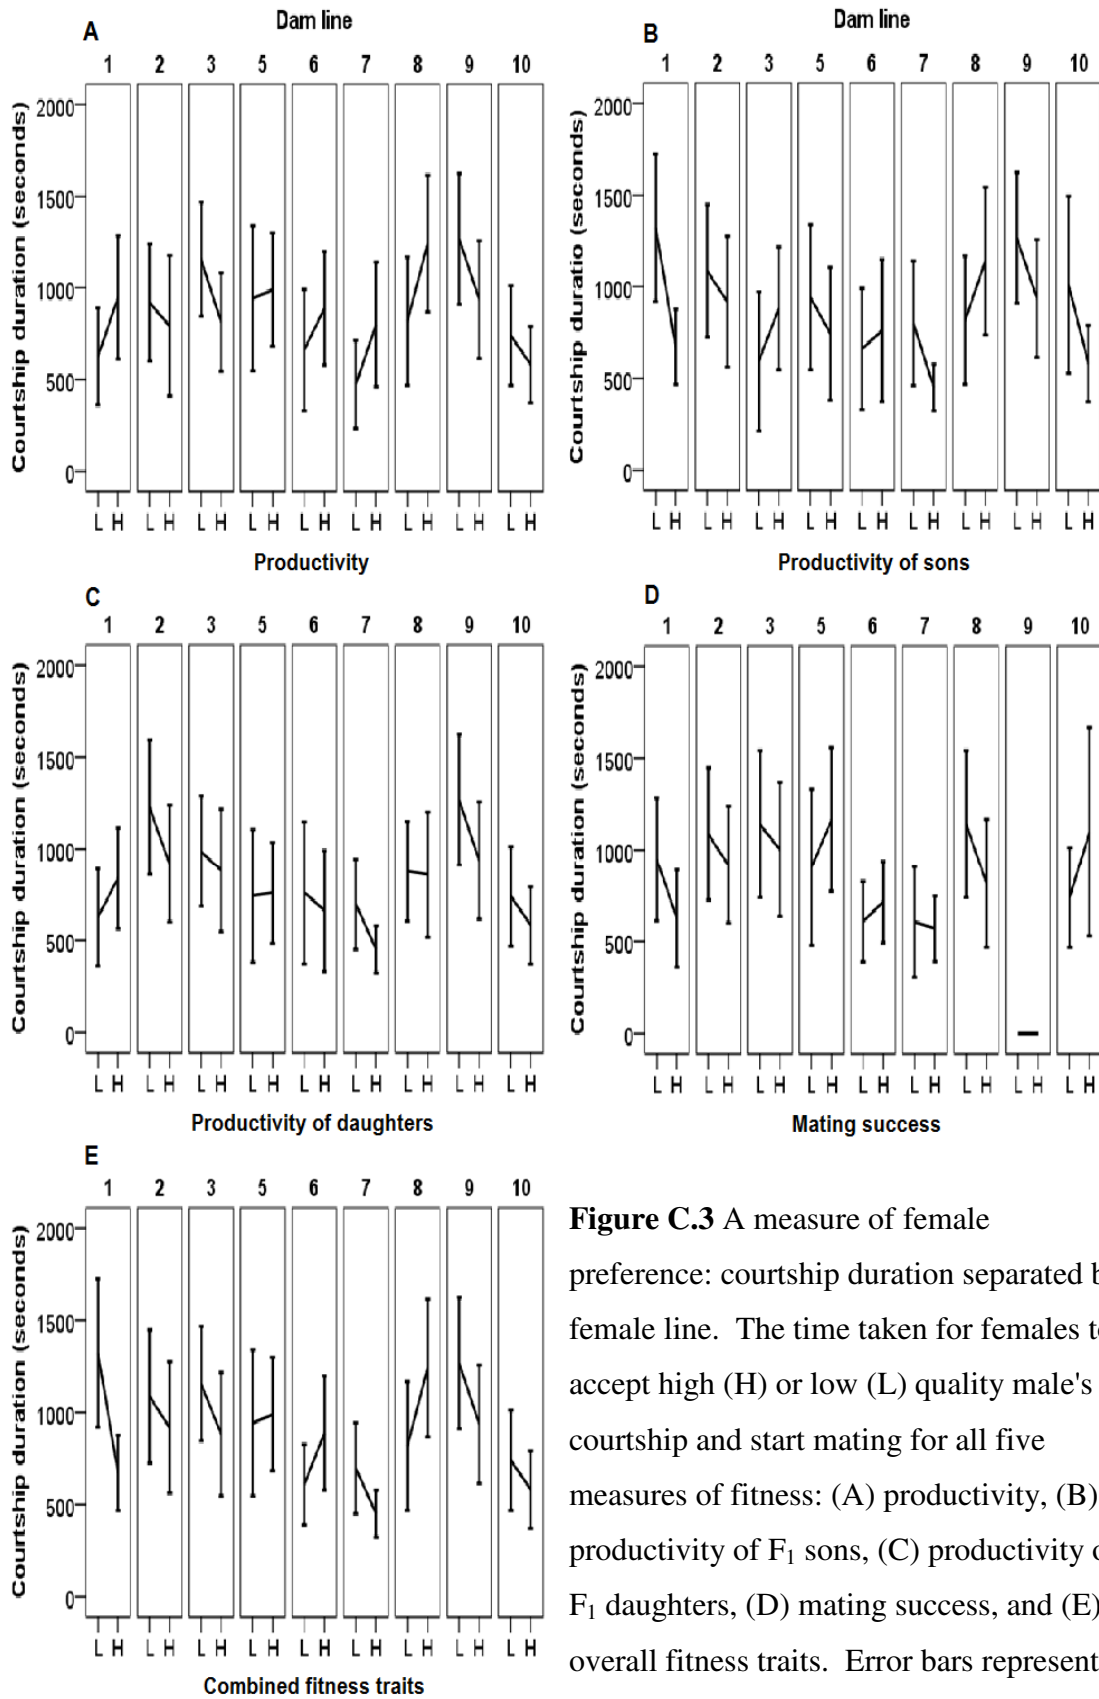 A
Dam line
1 2 3 5 6 7 8 9 10
Courtship duration (seconds)
2000
1500
1000
500
0
L H L H L H L H L H L H L H L H L H
Productivity
B
Dam line
1 2 3 5 6 7 8 9 10
Courtship duratio (seconds)
2000
1500
1000
500
0
L H L H L H L H L H L H L H L H L H
Productivity of sons
C
1 2 3 5 6 7 8 9 10
Courtship duration (seconds)
2000
1500
1000
500
0
L H L H L H L H L H L H L H L H L H
Productivity of daughters
D
1 2 3 5 6 7 8 9 10
Courtship duration (seconds)
2000
1500
1000
500
0
L H L H L H L H L H L H L H L H L H
Mating success
E
1 2 3 5 6 7 8 9 10
Courtship duration (seconds)
2000
1500
1000
500
0
L H L H L H L H L H L H L H L H L H
Combined fitness traits
Figure C.3 A measure of female
preference: courtship duration separated
female line. The time taken for females
accept high (H) or low (L) quality male's
courtship and start mating for all five
measures of fitness: (A) productivity, (B)
productivity of F1 sons, (C) productivity
F1 daughters, (D) mating success, and (E)
overall fitness traits. Error bars represent